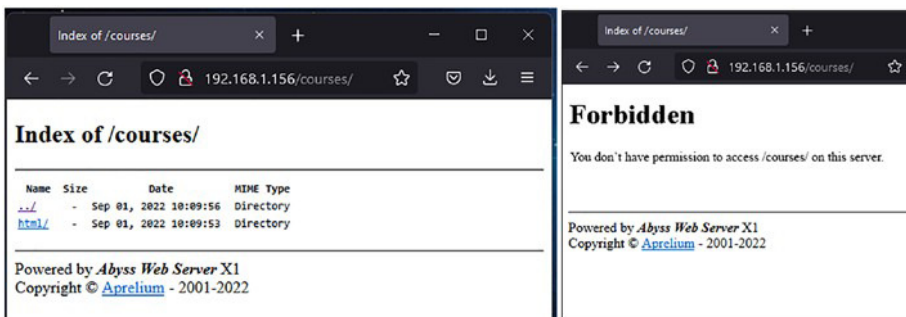 Index of /courses/
192.168.1.156/courses/
Index of /courses/
Name Size Date MIME Type
../ - Sep 01, 2022 10:09:56 Directory
html/ - Sep 01, 2022 10:09:53 Directory
Powered by Abyss Web Server X1
Copyright © Aprelium - 2001-2022
Index of /courses/
192.168.1.156/courses/
Forbidden
You don't have permission to access /courses/ on this server.
Powered by Abyss Web Server X1
Copyright © Aprelium - 2001-2022